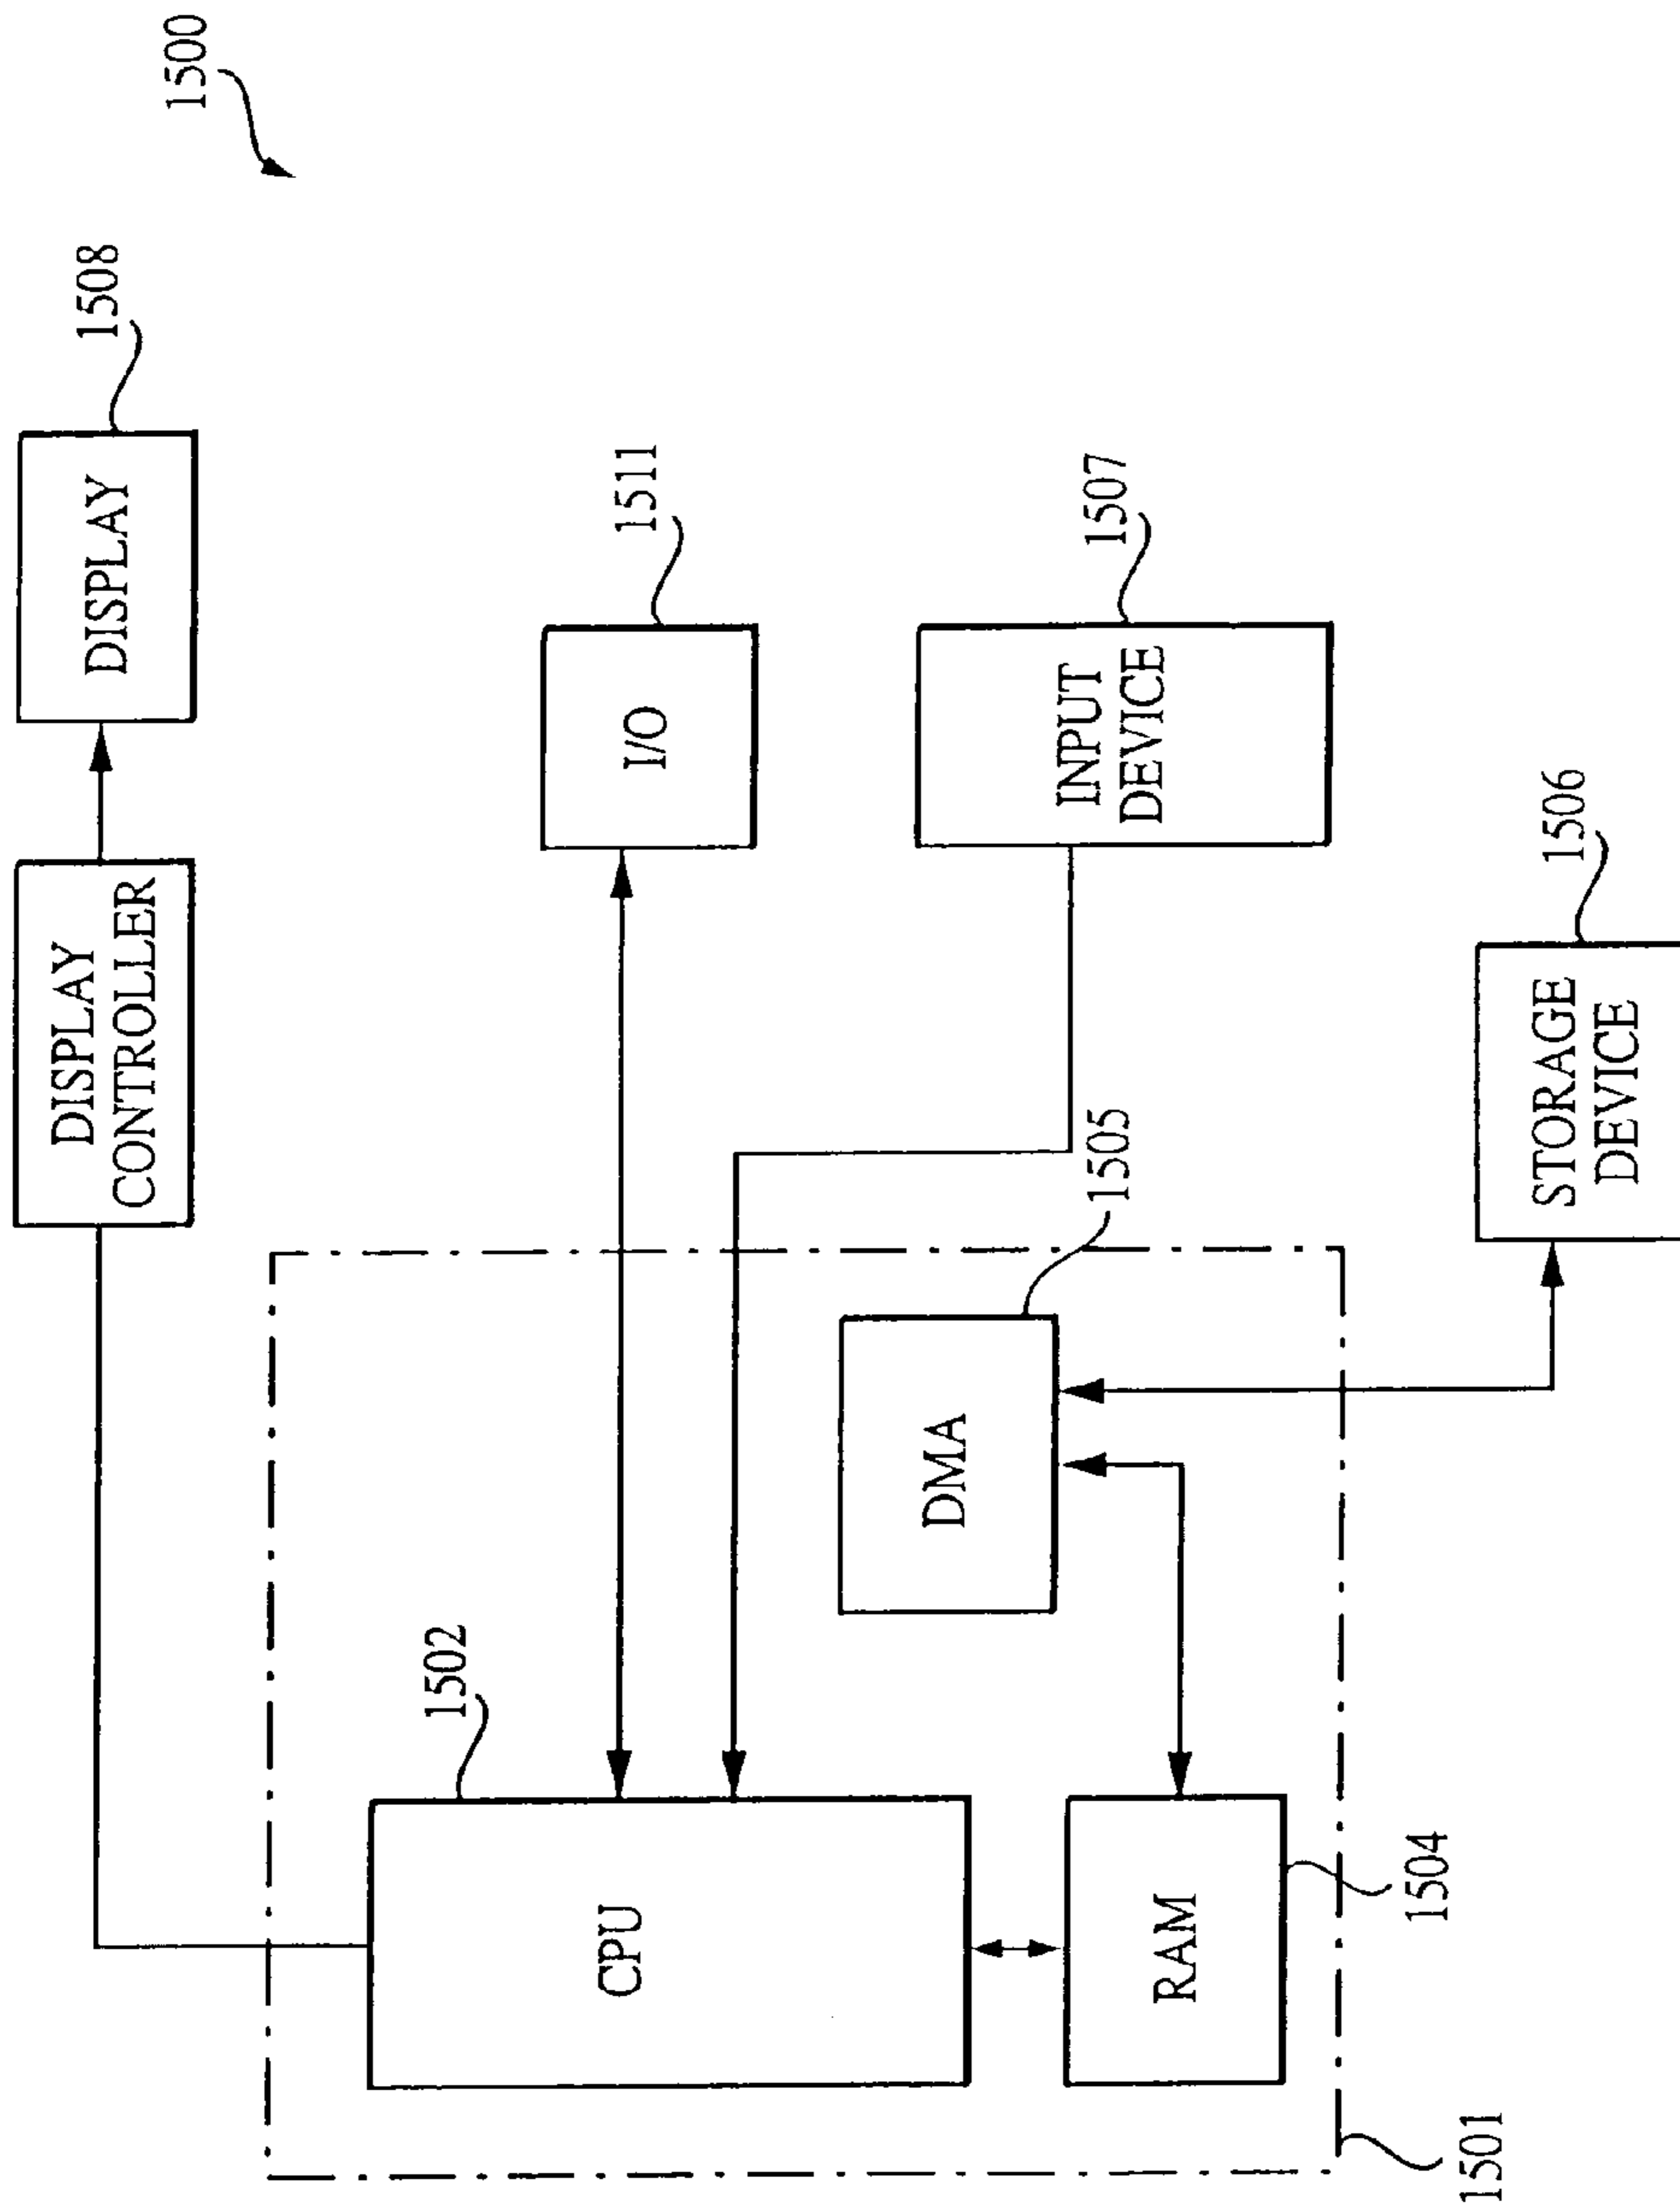 1500
1508
DISPLAY
DISPLAY
CONTROLLER
1511
I/O
1507
INPUT
DEVICE
1506
STORAGE
DEVICE
1505
DMA
1502
CPU
RAM
1504
1501